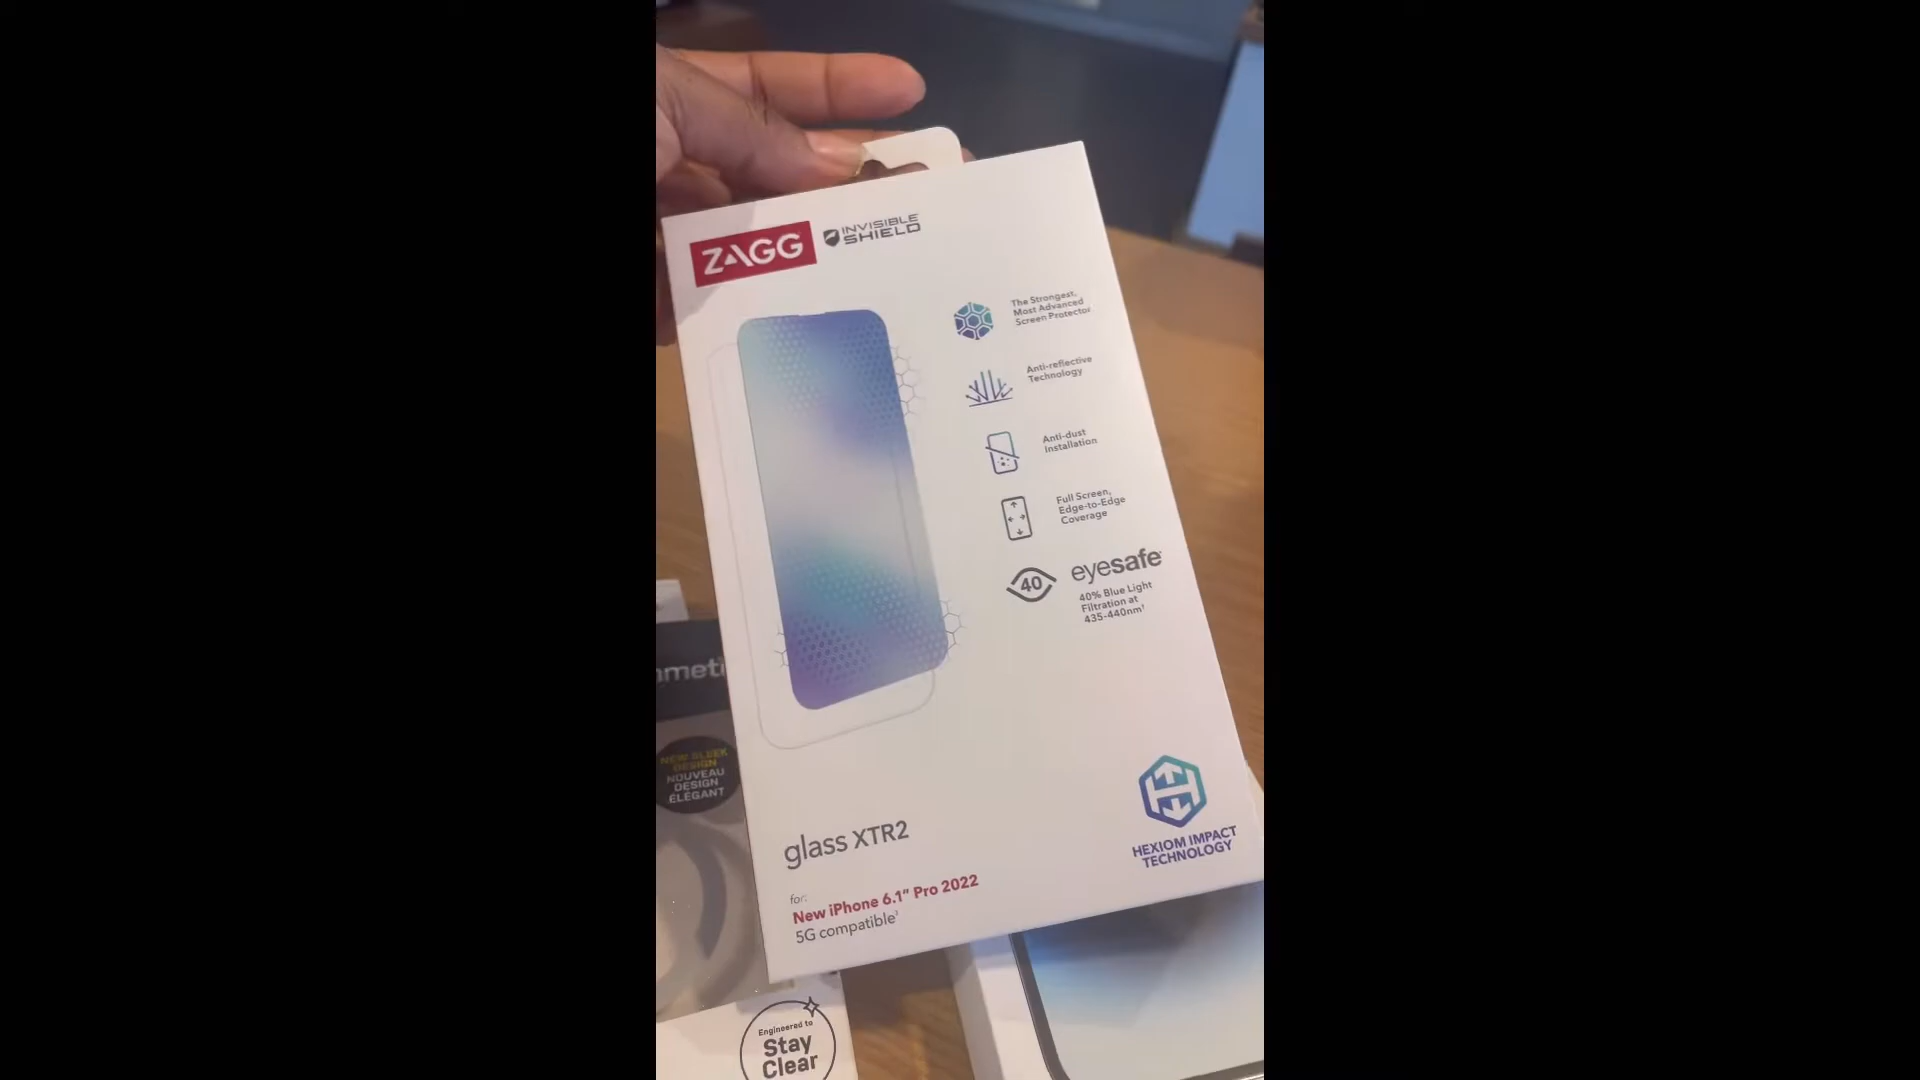 ZAGG
INVISIBLE
SHIELD
The Strongest,
Most Advanced
Screen Protector
Anti-reflective
Technology
Anti-dust
Installation
Full Screen,
Edge-to-Edge
Coverage
40
eyesafe
40% Blue Light
Filtration at
435-440nm†
HEXIOM IMPACT
TECHNOLOGY
glass XTR2
for:
New iPhone 6.1" Pro 2022
5G compatible²
NEW SLEEK
DESIGN
NOUVEAU
DESIGN
ÉLÉGANT
Engineered to
Stay
Clear